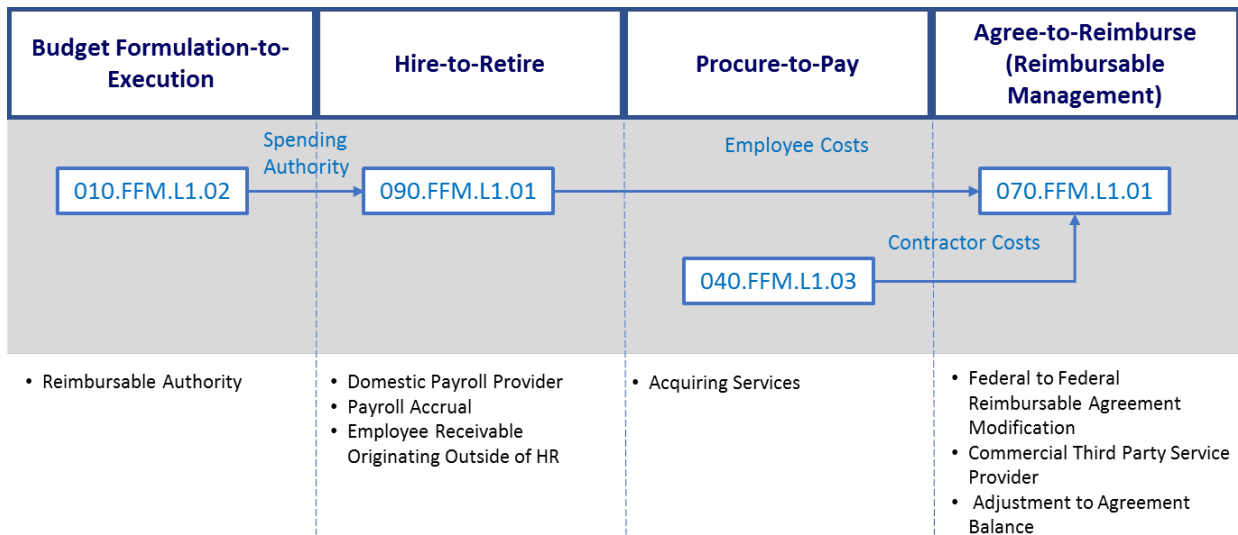 Budget Formulation-to-
Execution
Hire-to-Retire
Procure-to-Pay
Agree-to-Reimburse
(Reimbursable
Management)
Spending
Authority
Employee Costs
010.FFM.L1.02
090.FFM.L1.01
070.FFM.L1.01
Contractor Costs
040.FFM.L1.03
• Reimbursable Authority
• Domestic Payroll Provider
• Payroll Accrual
• Employee Receivable
Originating Outside of HR
• Acquiring Services
• Federal to Federal
Reimbursable Agreement
Modification
• Commercial Third Party Service
Provider
• Adjustment to Agreement
Balance